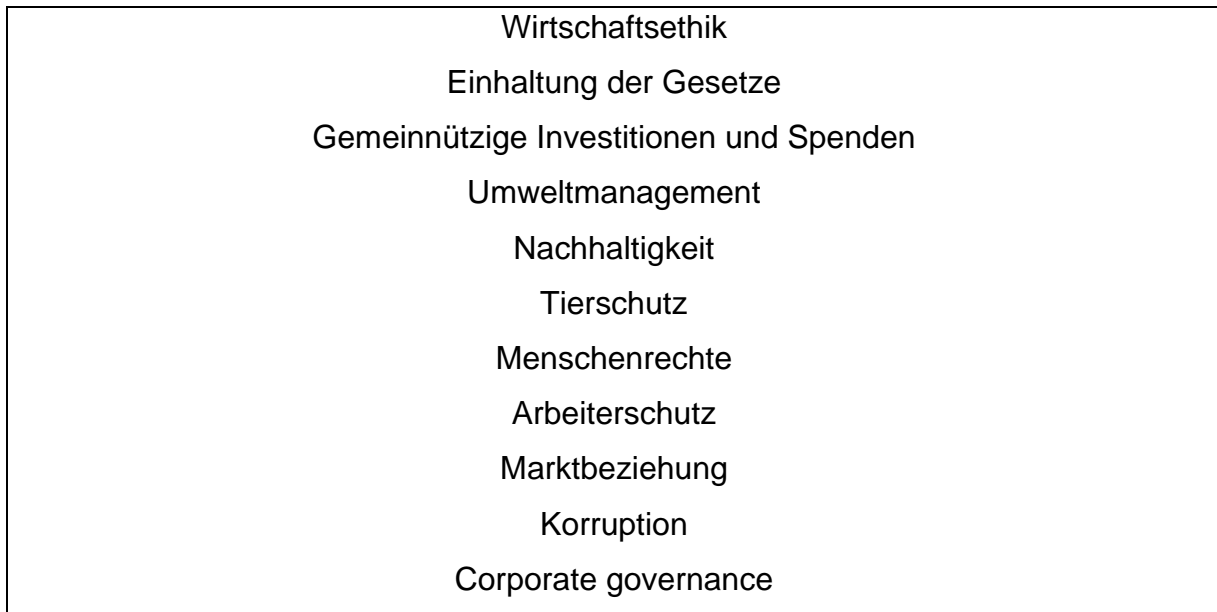 Wirtschaftsethik
Einhaltung der Gesetze
Gemeinnützige Investitionen und Spenden
Umweltmanagement
Nachhaltigkeit
Tierschutz
Menschenrechte
Arbeiterschutz
Marktbeziehung
Korruption
Corporate governance